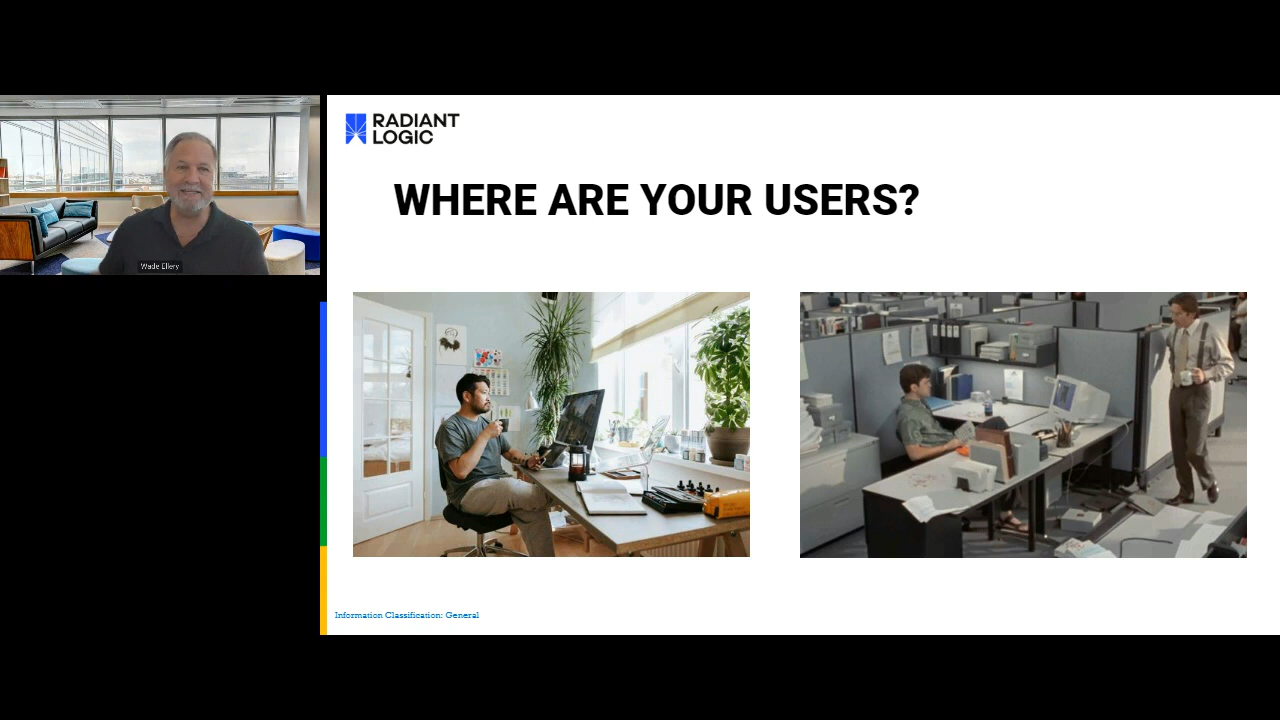 RADIANT
LOGIC
WHERE ARE YOUR USERS?
Wade Ellery
Information Classification: General